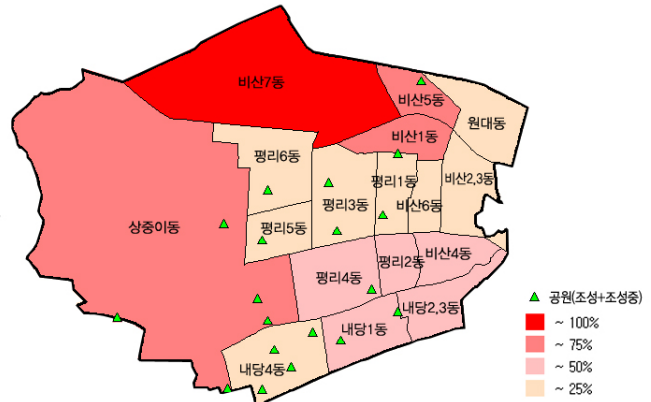 비산7동
비산5동
원대동
비산1동
평리6동
평리1동
비산2,3동
평리3동
비산6동
상중이동
평리5동
평리2동
비산4동
평리4동
내당2,3동
내당1동
내당4동
공원(조성+조성중)
~ 100%
~ 75%
~ 50%
~ 25%